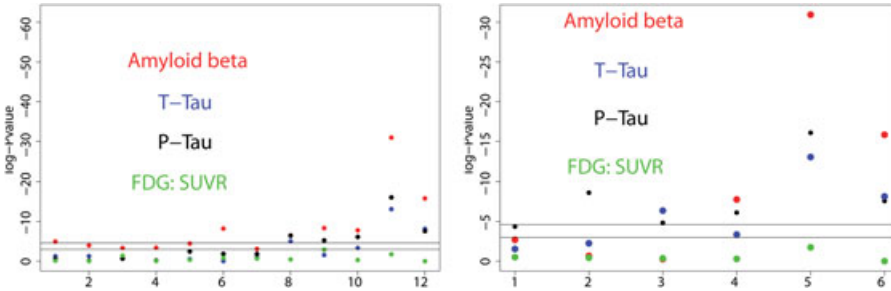 -60
-50
-40
-30
-20
-10
0
log-Pvalue
Amyloid beta
T-Tau
P-Tau
FDG: SUVR
2 4 6 8 10 12
-30
-25
-20
-15
-10
-5
0
log-Pvalue
Amyloid beta
T-Tau
P-Tau
FDG: SUVR
1 2 3 4 5 6